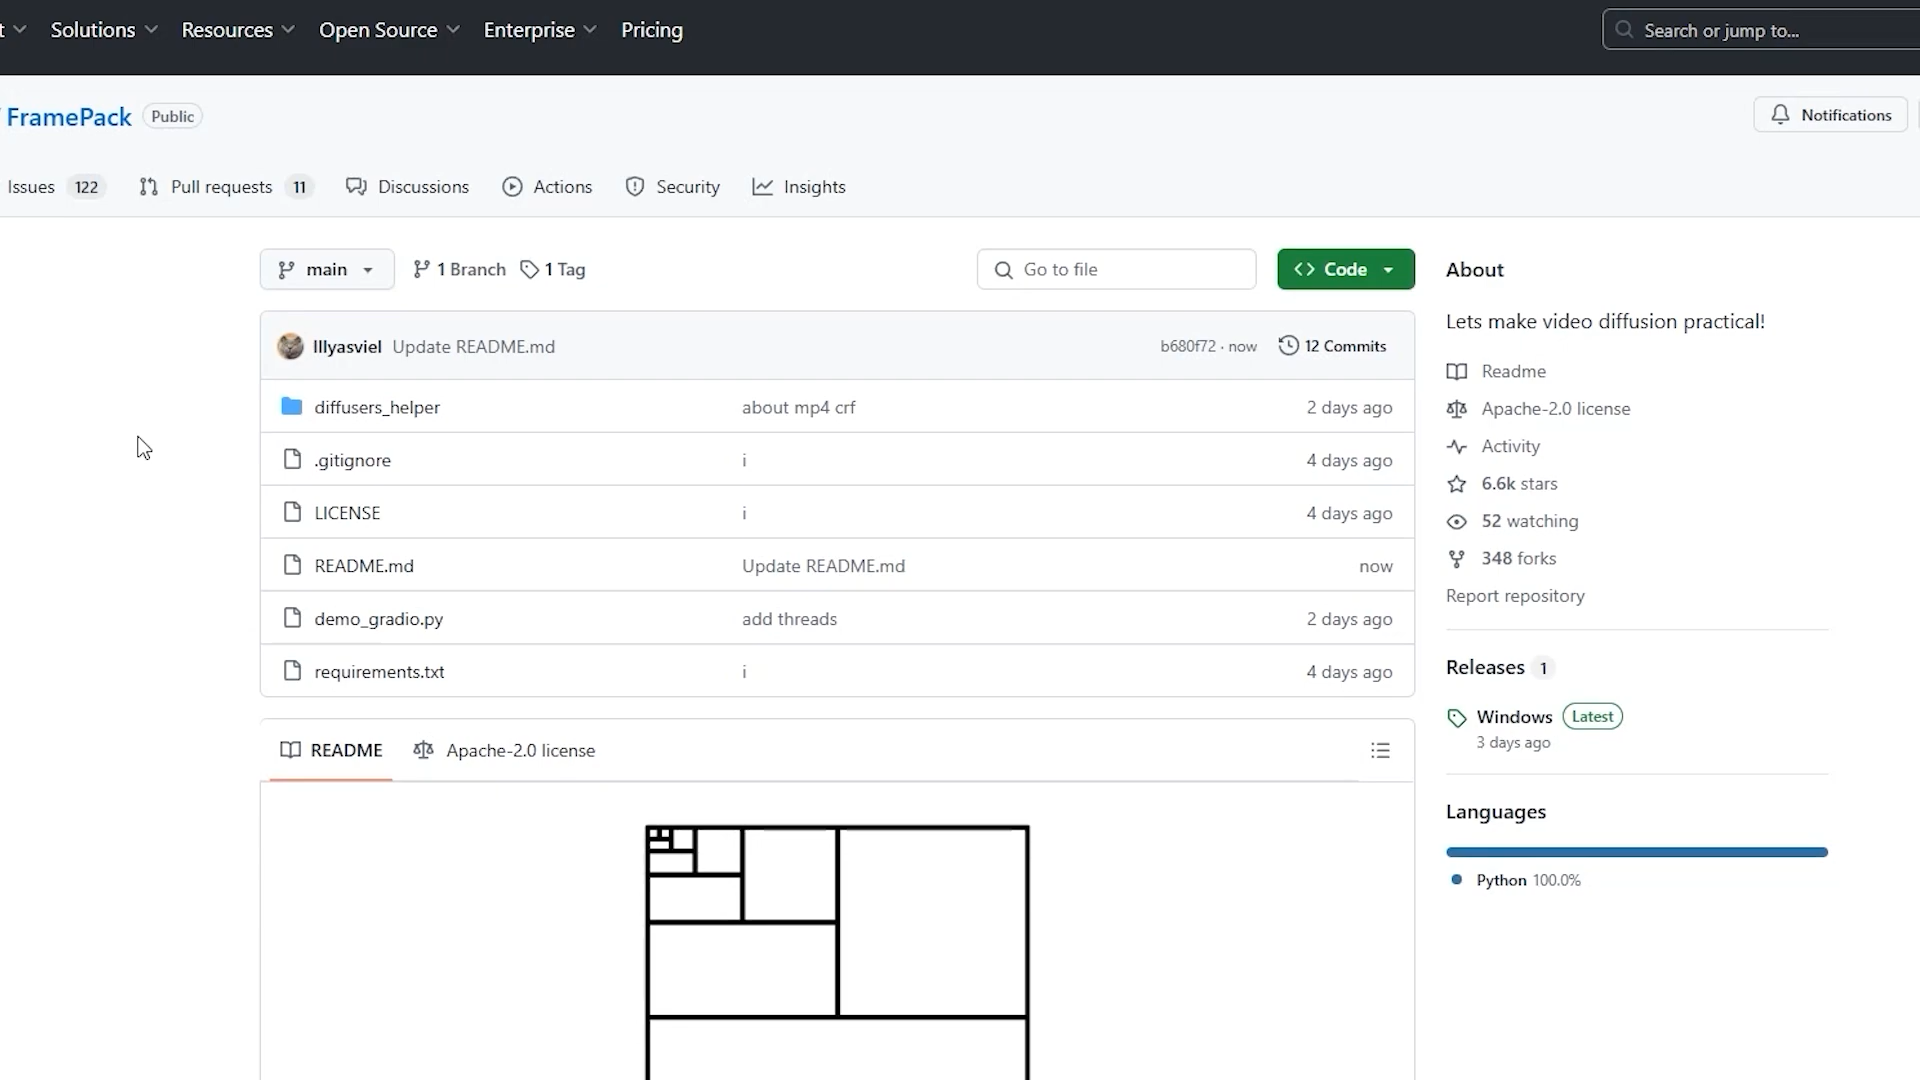 t Solutions Resources Open Source Enterprise Pricing Search or jump to...
FramePack Public Notifications
Issues 122 Pull requests 11 Discussions Actions Security Insights
main 1 Branch 1 Tag Go to file Code
lllyasviel Update README.md b680f72 · now 12 Commits
diffusers_helper about mp4 crf 2 days ago
.gitignore i 4 days ago
LICENSE i 4 days ago
README.md Update README.md now
demo_gradio.py add threads 2 days ago
requirements.txt i 4 days ago
README Apache-2.0 license
About
Lets make video diffusion practical!
Readme
Apache-2.0 license
Activity
6.6k stars
52 watching
348 forks
Report repository
Releases 1
Windows Latest
3 days ago
Languages
Python 100.0%